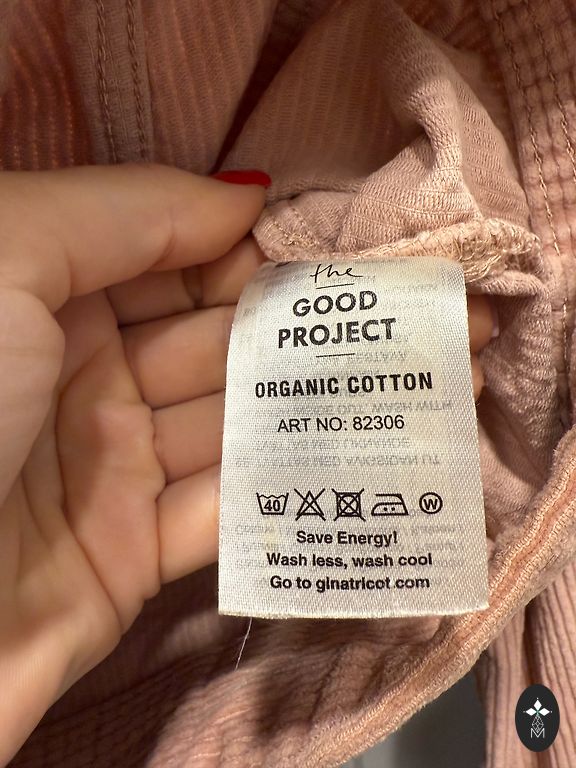 the
GOOD
PROJECT
ORGANIC COTTON
ART NO: 82306
40 W
Save Energy!
Wash less, wash cool
Go to ginatricot.com
M